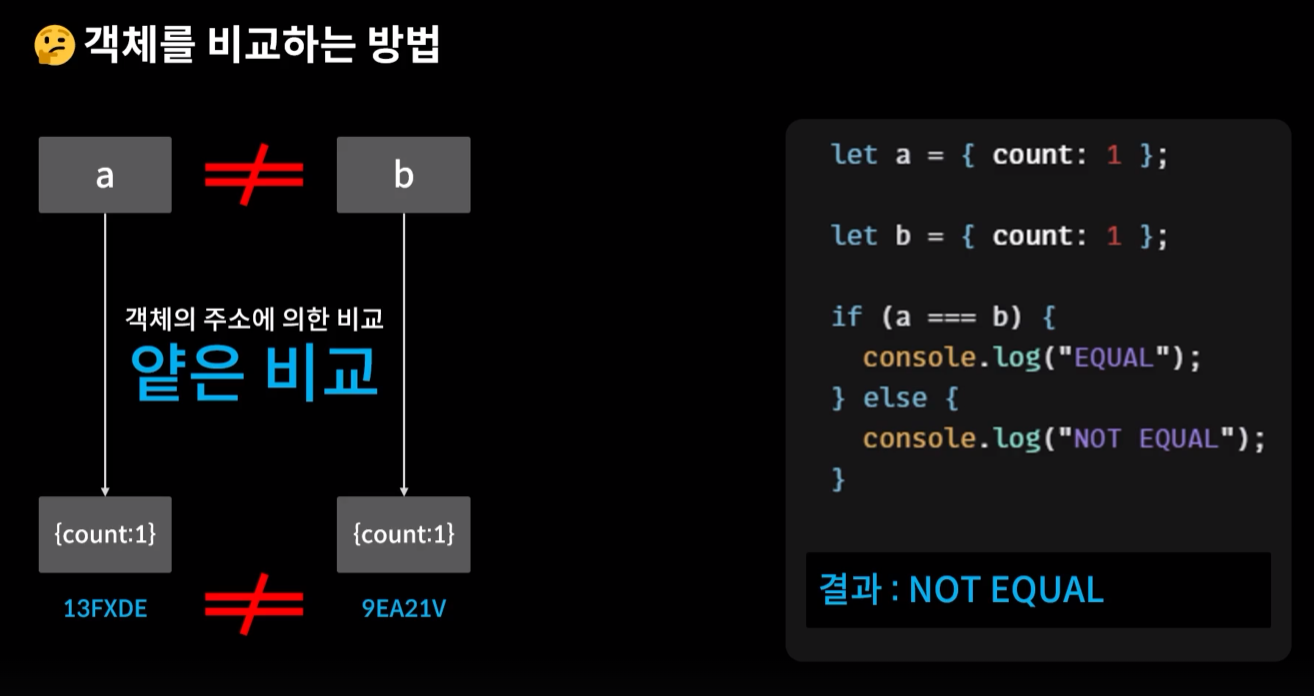 🤔 객체를 비교하는 방법
a ≠ b
객체의 주소에 의한 비교
얕은 비교
{count:1} {count:1}
13FXDE ≠ 9EA21V
let a = { count: 1 };
let b = { count: 1 };
if (a === b) {
  console.log("EQUAL");
} else {
  console.log("NOT EQUAL");
}
결과 : NOT EQUAL